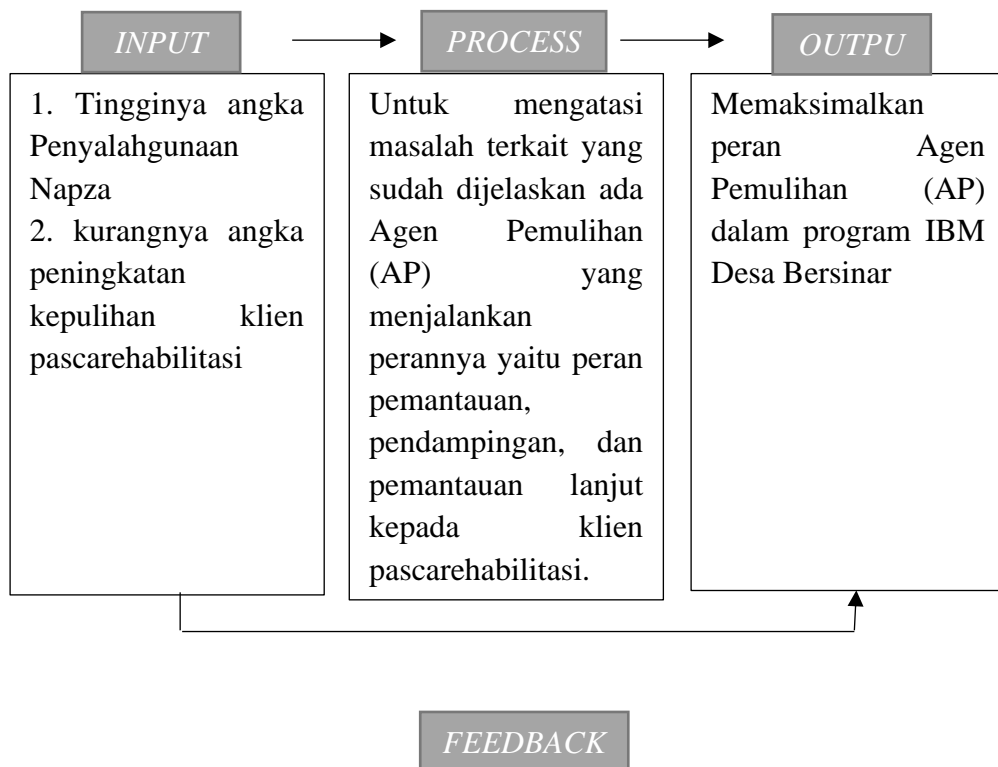 INPUT
PROCESS
OUTPU
1. Tingginya angka
Penyalahgunaan
Napza
2. kurangnya angka
peningkatan
kepulihan klien
pascarehabilitasi
Untuk mengatasi
masalah terkait yang
sudah dijelaskan ada
Agen Pemulihan
(AP) yang
menjalankan
perannya yaitu peran
pemantauan,
pendampingan, dan
pemantauan lanjut
kepada klien
pascarehabilitasi.
Memaksimalkan
peran Agen
Pemulihan (AP)
dalam program IBM
Desa Bersinar
FEEDBACK